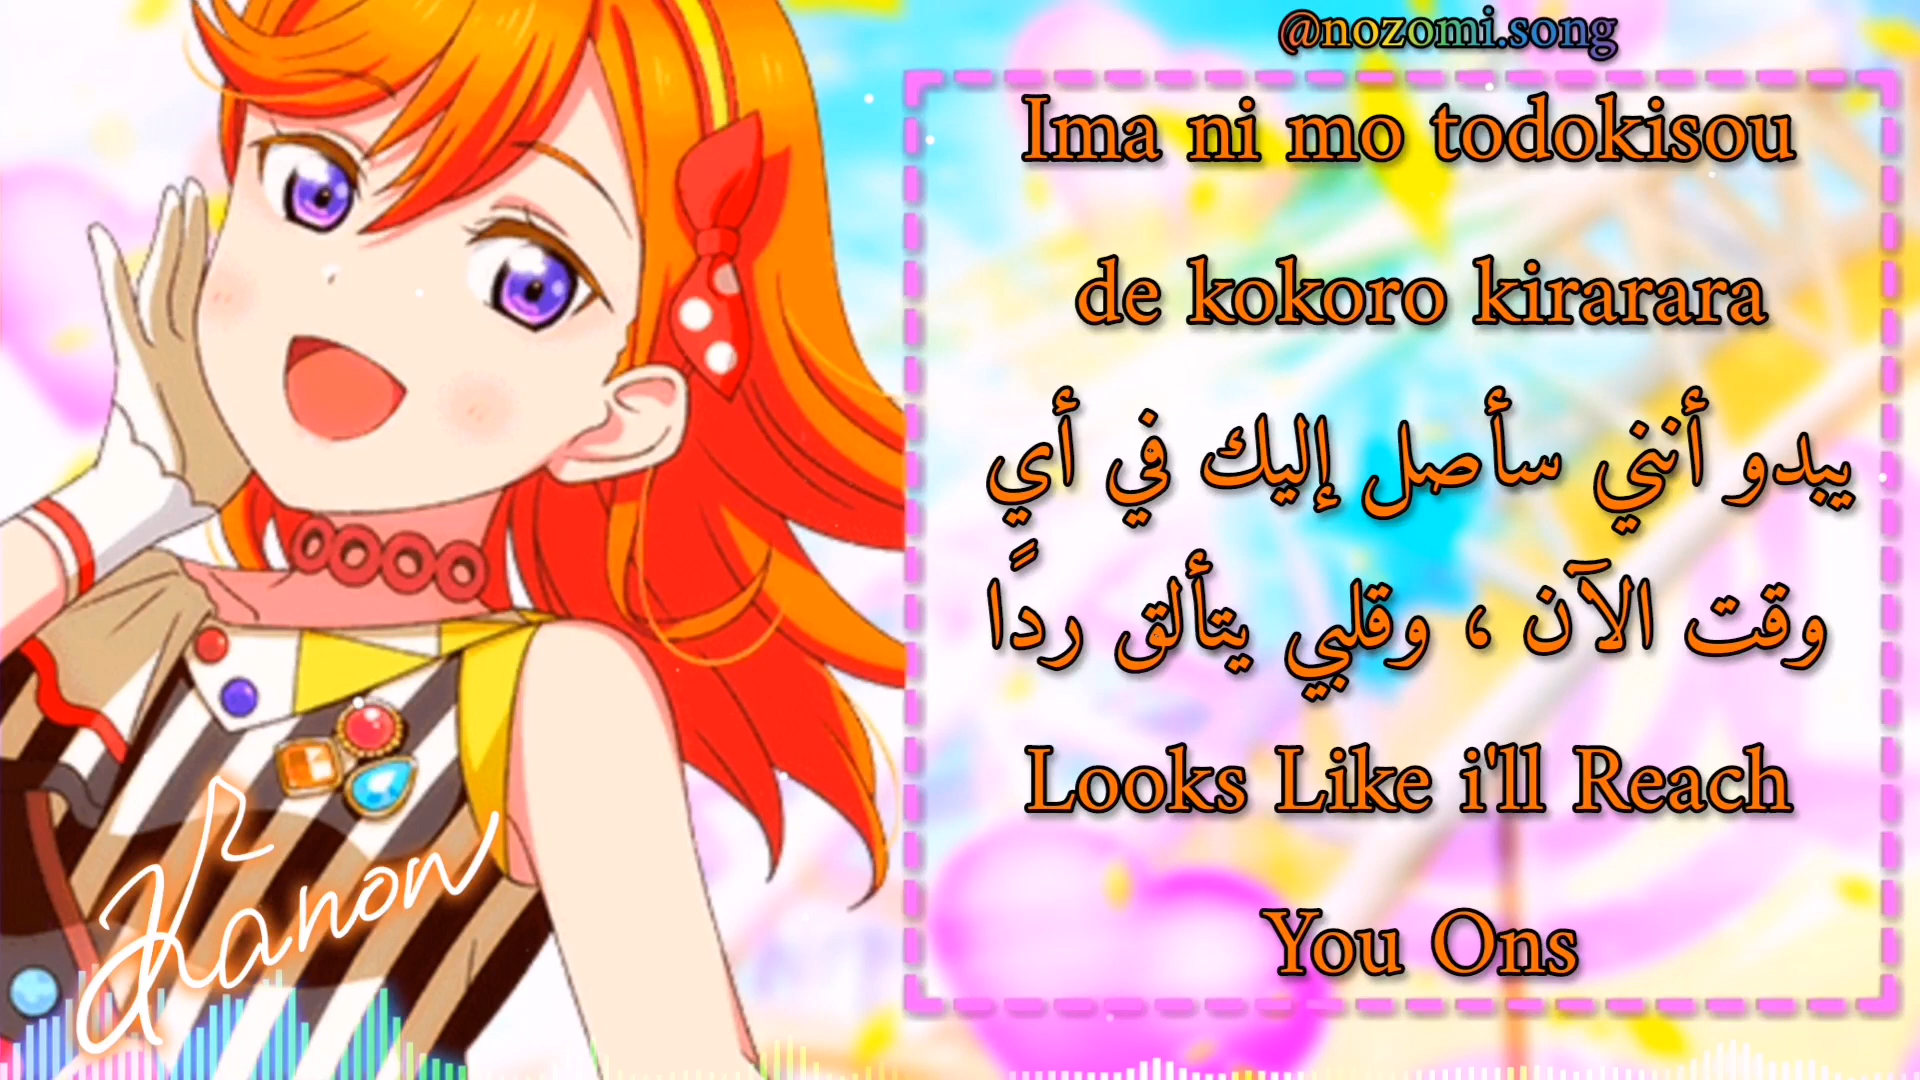 @nozomi.song
Ima ni mo todokisou
de kokoro kirarara
يبدو أنني سأصل إليك في أي
وقت الآن ، وقلبي يتألق ردًا
Looks Like i'll Reach
You Ons
Kanon